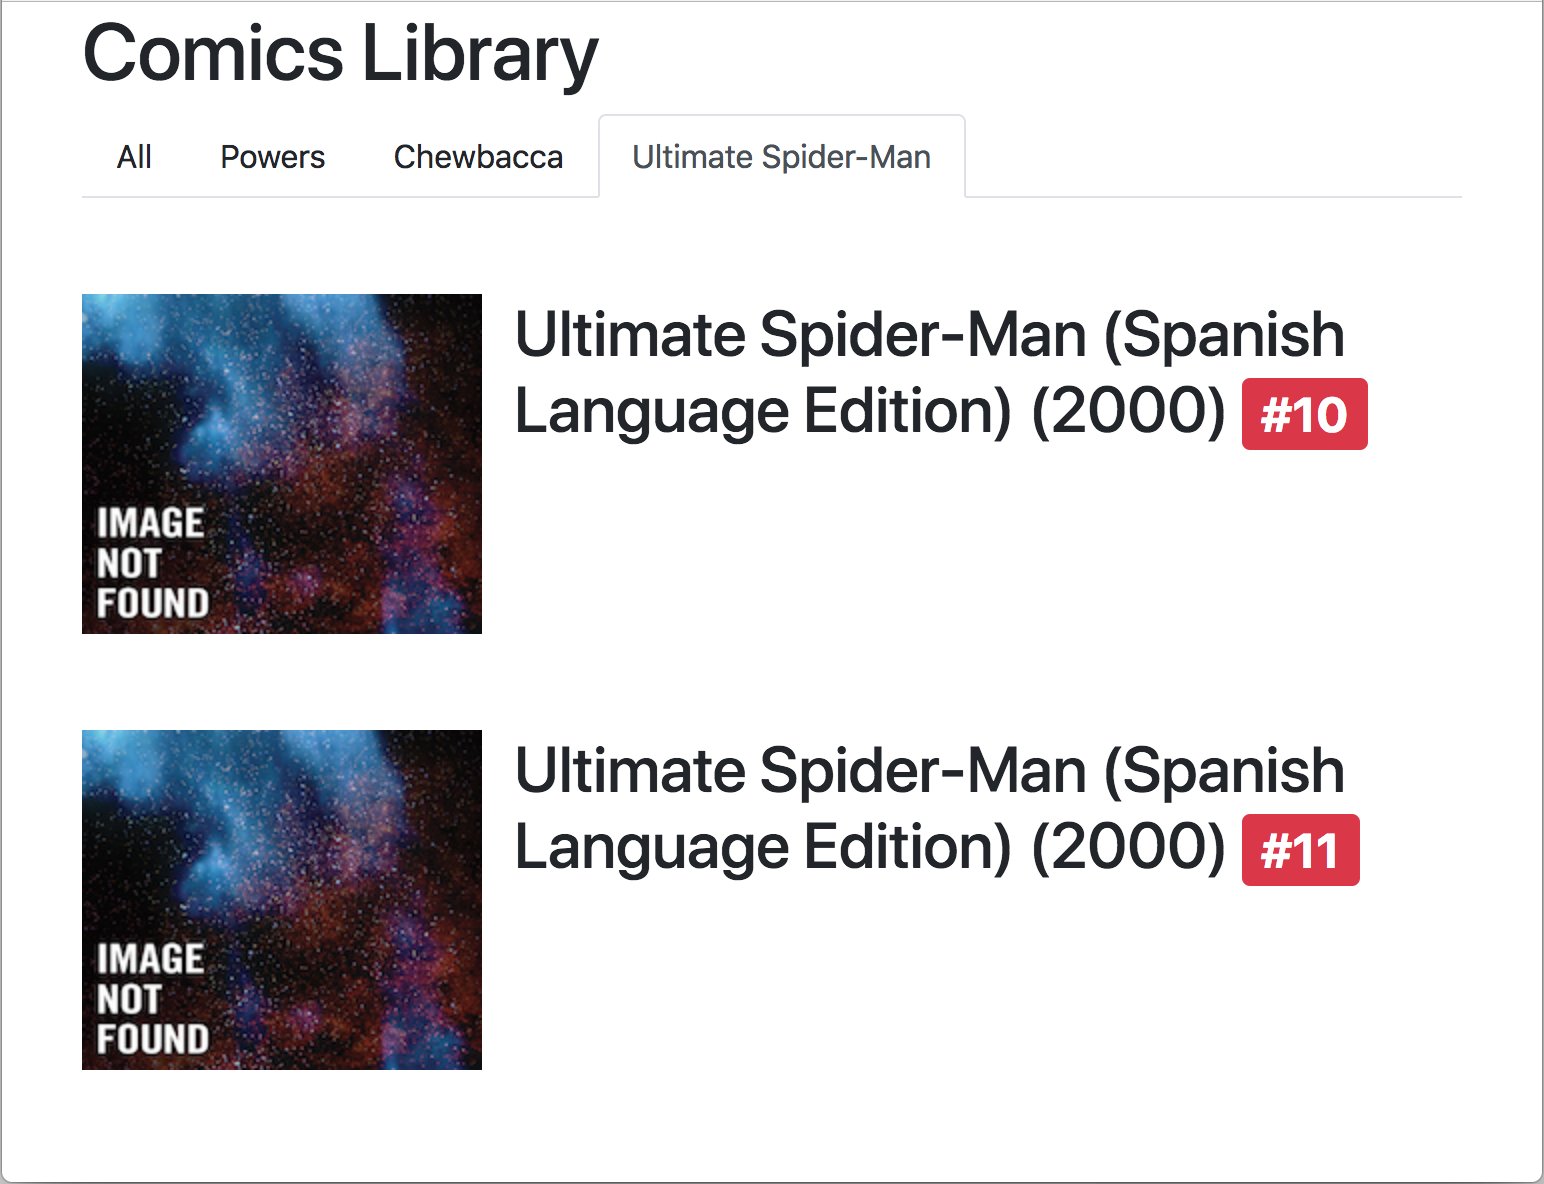 Comics Library
All Powers Chewbacca Ultimate Spider-Man
IMAGE
NOT
FOUND
Ultimate Spider-Man (Spanish
Language Edition) (2000) #10
IMAGE
NOT
FOUND
Ultimate Spider-Man (Spanish
Language Edition) (2000) #11